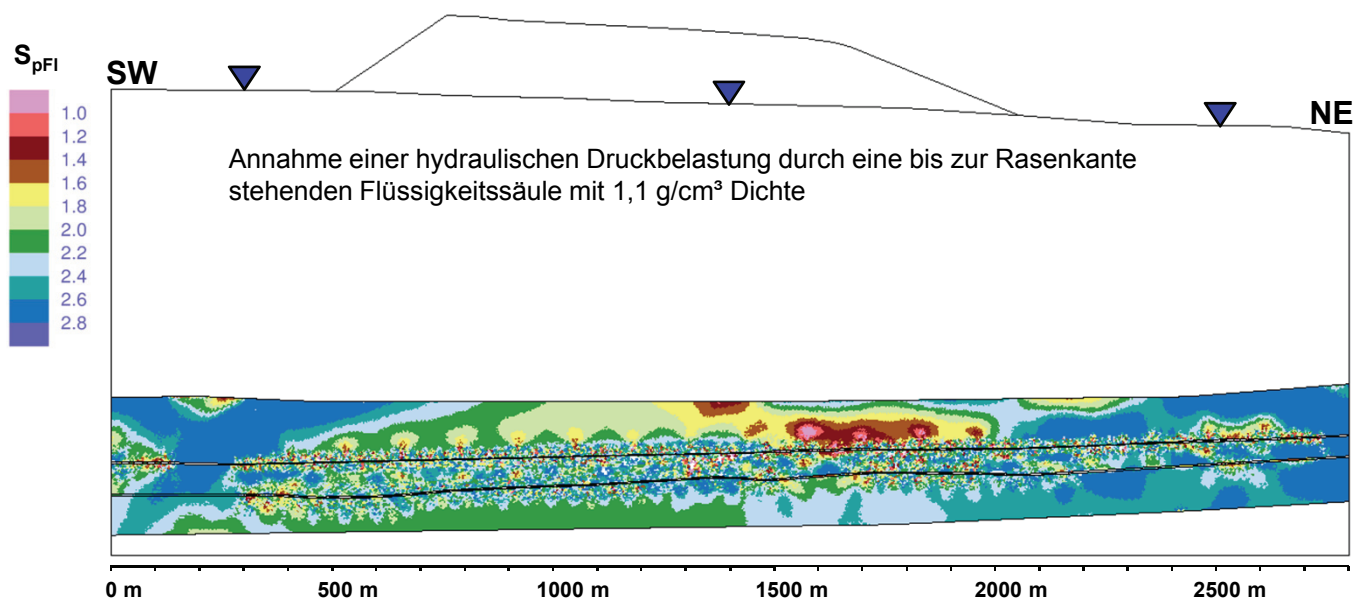 S_pFl
SW
NE
1.0
1.2
1.4
1.6
1.8
2.0
2.2
2.4
2.6
2.8
Annahme einer hydraulischen Druckbelastung durch eine bis zur Rasenkante
stehenden Flüssigkeitssäule mit 1,1 g/cm³ Dichte
0 m 500 m 1000 m 1500 m 2000 m 2500 m